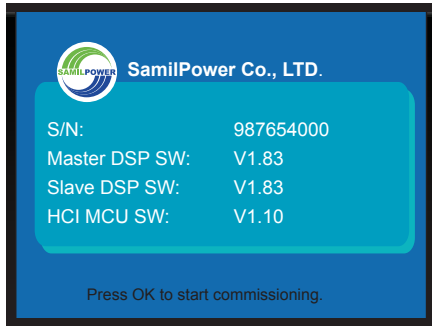 SAMILPOWER
SamilPower Co., LTD.
S/N: 987654000
Master DSP SW: V1.83
Slave DSP SW: V1.83
HCI MCU SW: V1.10
Press OK to start commissioning.